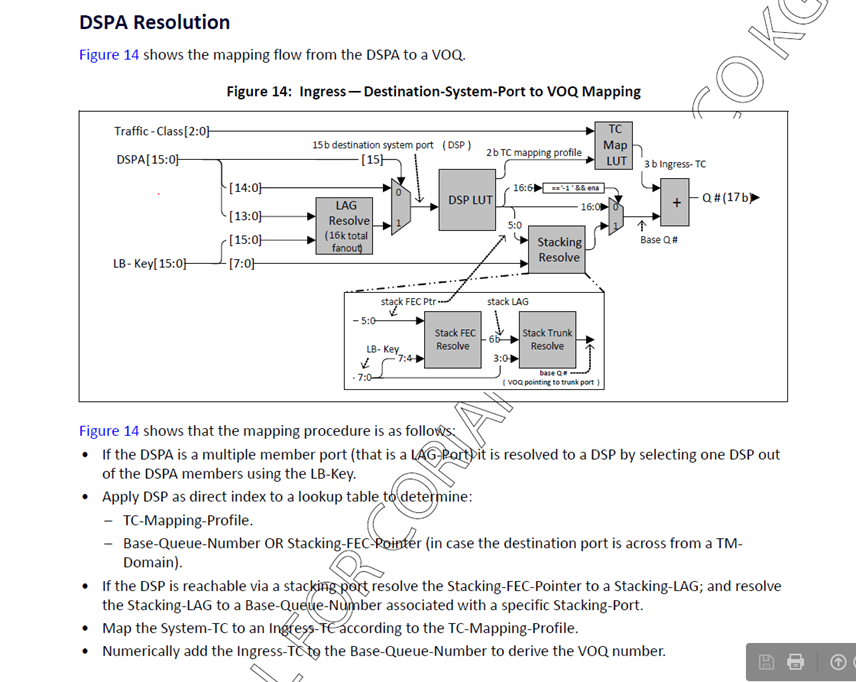 DSPA Resolution
Figure 14 shows the mapping flow from the DSPA to a VOQ.
Figure 14: Ingress — Destination-System-Port to VOQ Mapping
Traffic - Class[2:0]
TC
Map
LUT
15b destination system port ( DSP )
2b TC mapping profile
3 b Ingress- TC
DSPA[15:0]
[15]
[14:0]
0
DSP LUT
16:6
=='-1' && ena
+
Q # (17 b)
[13:0]
LAG
Resolve
(16k total
fanout)
1
16:0
0
1
5:0
Base Q #
[15:0]
Stacking
Resolve
LB- Key[15:0]
[7:0]
stack FEC Ptr
stack LAG
5:0
Stack FEC
Resolve
6b
Stack Trunk
Resolve
LB- Key
7:4
3:0
7:0
base Q #
( VOQ pointing to trunk port )
Figure 14 shows that the mapping procedure is as follows:
• If the DSPA is a multiple member port (that is a LAG-Port) it is resolved to a DSP by selecting one DSP out
of the DSPA members using the LB-Key.
• Apply DSP as direct index to a lookup table to determine:
– TC-Mapping-Profile.
– Base-Queue-Number OR Stacking-FEC-Pointer (in case the destination port is across from a TM-
Domain).
• If the DSP is reachable via a stacking port resolve the Stacking-FEC-Pointer to a Stacking-LAG; and resolve
the Stacking-LAG to a Base-Queue-Number associated with a specific Stacking-Port.
• Map the System-TC to an Ingress-TC according to the TC-Mapping-Profile.
• Numerically add the Ingress-TC to the Base-Queue-Number to derive the VOQ number.